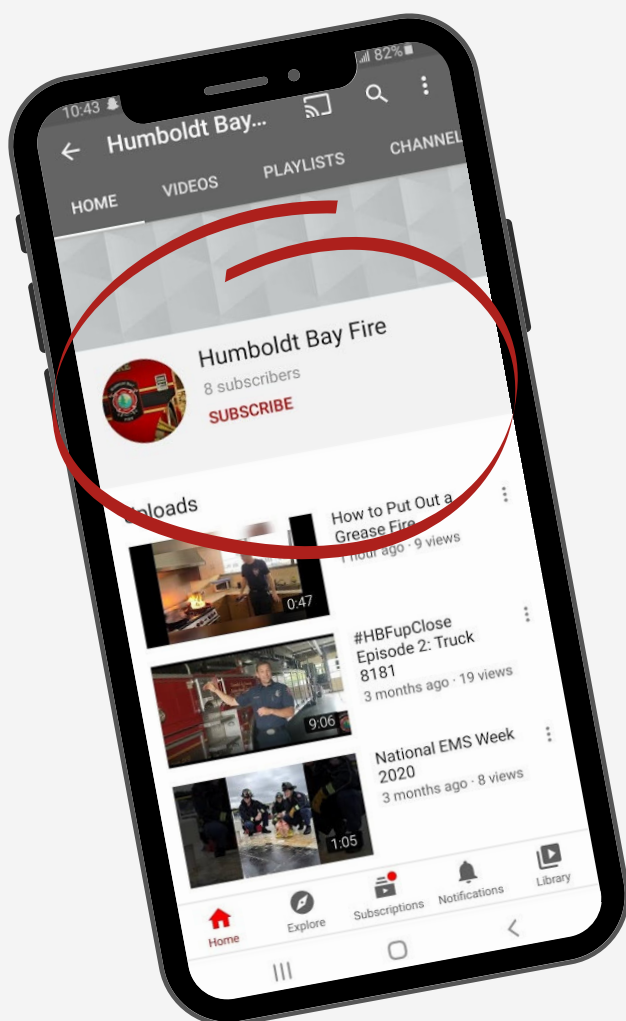 10:43
82%
Humboldt Bay...
HOME
VIDEOS
PLAYLISTS
CHANNEL
Humboldt Bay Fire
8 subscribers
SUBSCRIBE
Uploads
How to Put Out a
Grease Fire
1 hour ago · 9 views
0:47
#HBFupClose
Episode 2: Truck
8181
3 months ago · 19 views
9:06
National EMS Week
2020
3 months ago · 8 views
1:05
Home
Explore
Subscriptions
Notifications
Library